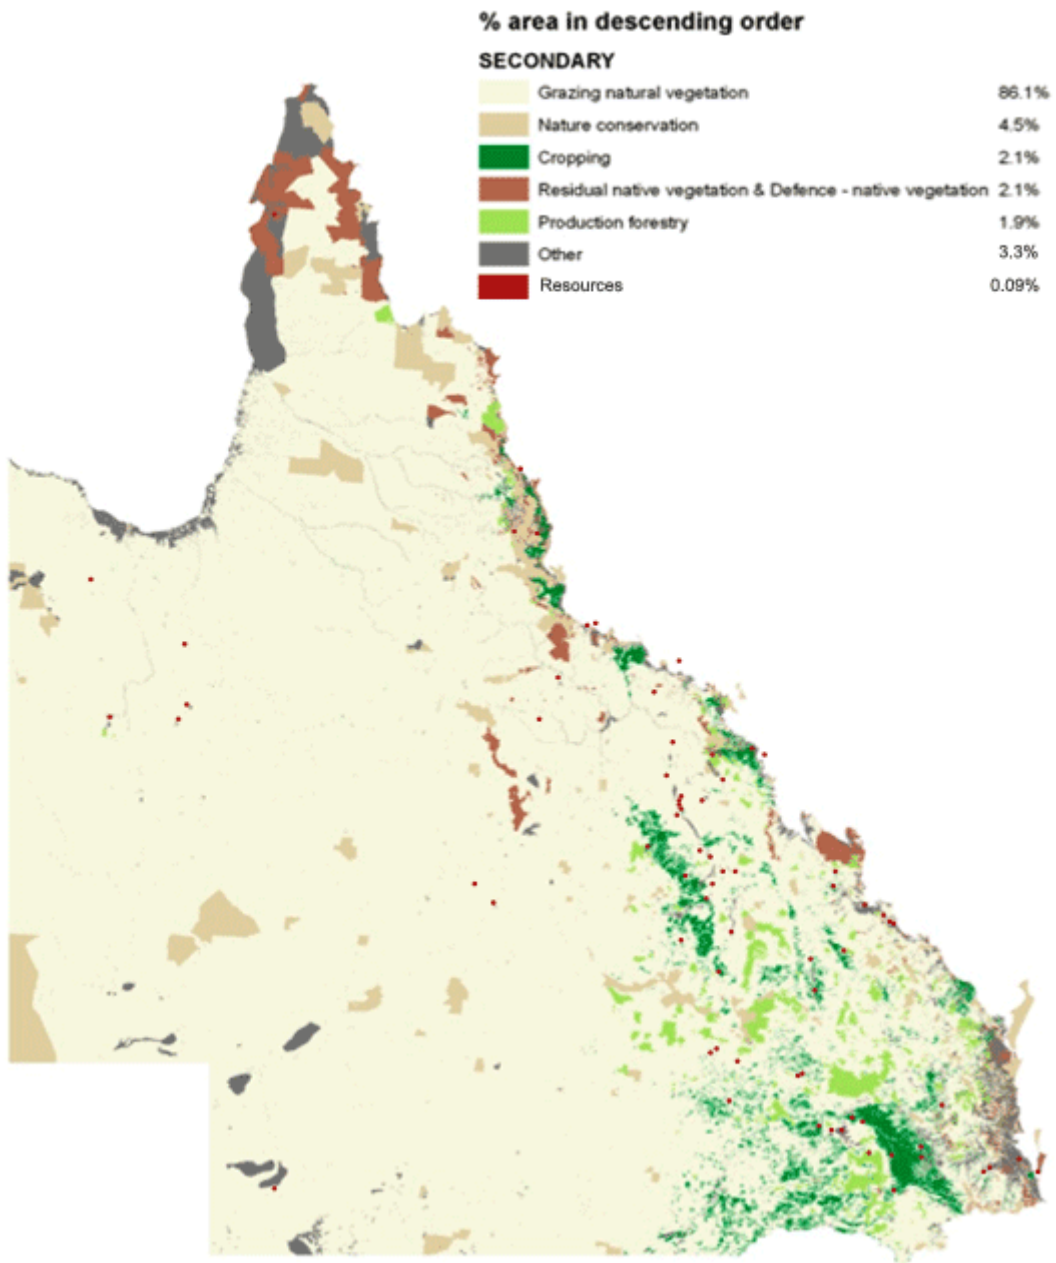 % area in descending order
SECONDARY
Grazing natural vegetation 86.1%
Nature conservation 4.5%
Cropping 2.1%
Residual native vegetation & Defence - native vegetation 2.1%
Production forestry 1.9%
Other 3.3%
Resources 0.09%